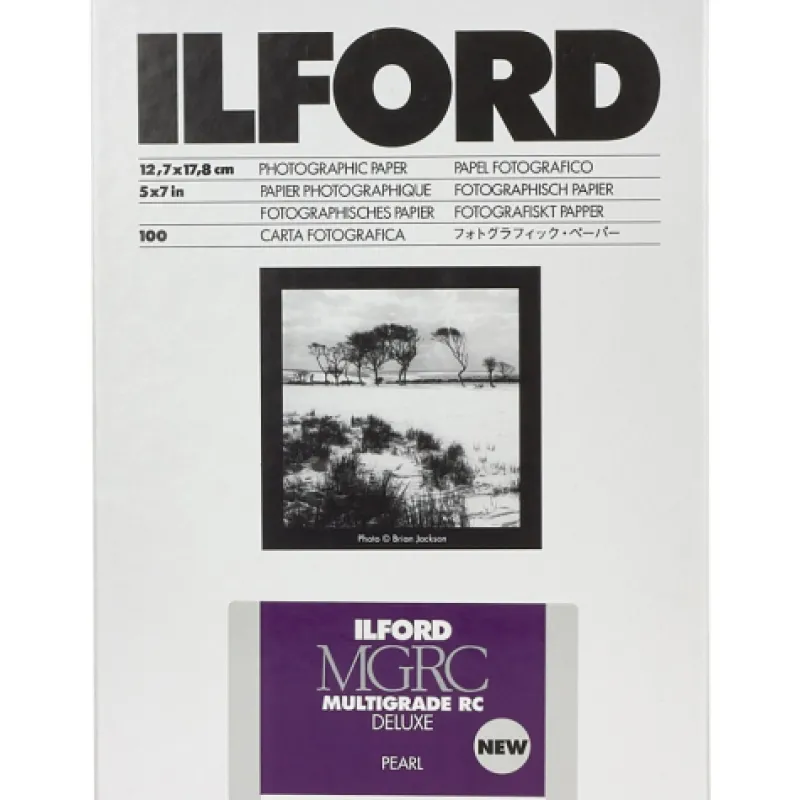 ILFORD
12,7x17,8 cm PHOTOGRAPHIC PAPER PAPEL FOTOGRAFICO
5x7 in PAPIER PHOTOGRAPHIQUE FOTOGRAPHISCH PAPIER
FOTOGRAPHISCHES PAPIER FOTOGRAFISKT PAPPER
100 CARTA FOTOGRAFICA フォトグラフィック・ペーパー
Photo © Brian Jackson
ILFORD
MGRC
MULTIGRADE RC
DELUXE
NEW
PEARL